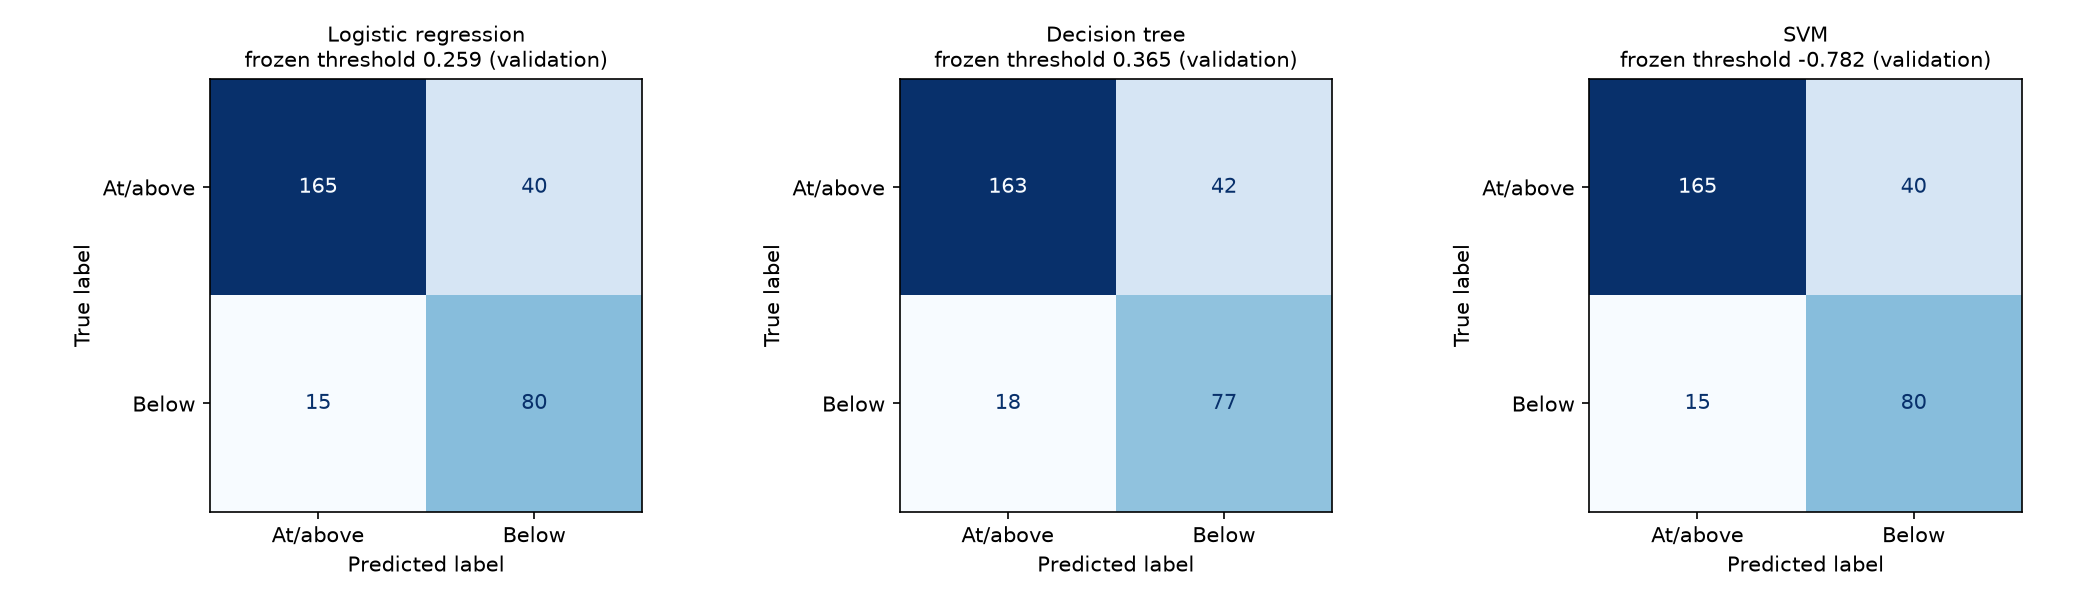 Logistic regression
frozen threshold 0.259 (validation)
True label
At/above
165
40
Below
15
80
At/above
Below
Predicted label
Decision tree
frozen threshold 0.365 (validation)
True label
At/above
163
42
Below
18
77
At/above
Below
Predicted label
SVM
frozen threshold -0.782 (validation)
True label
At/above
165
40
Below
15
80
At/above
Below
Predicted label